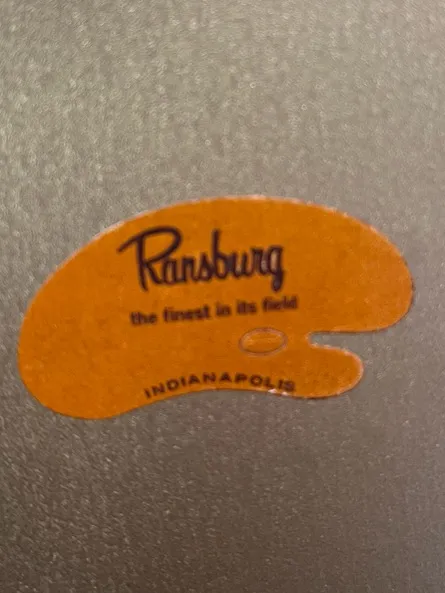 Ransburg
the finest in its field
INDIANAPOLIS